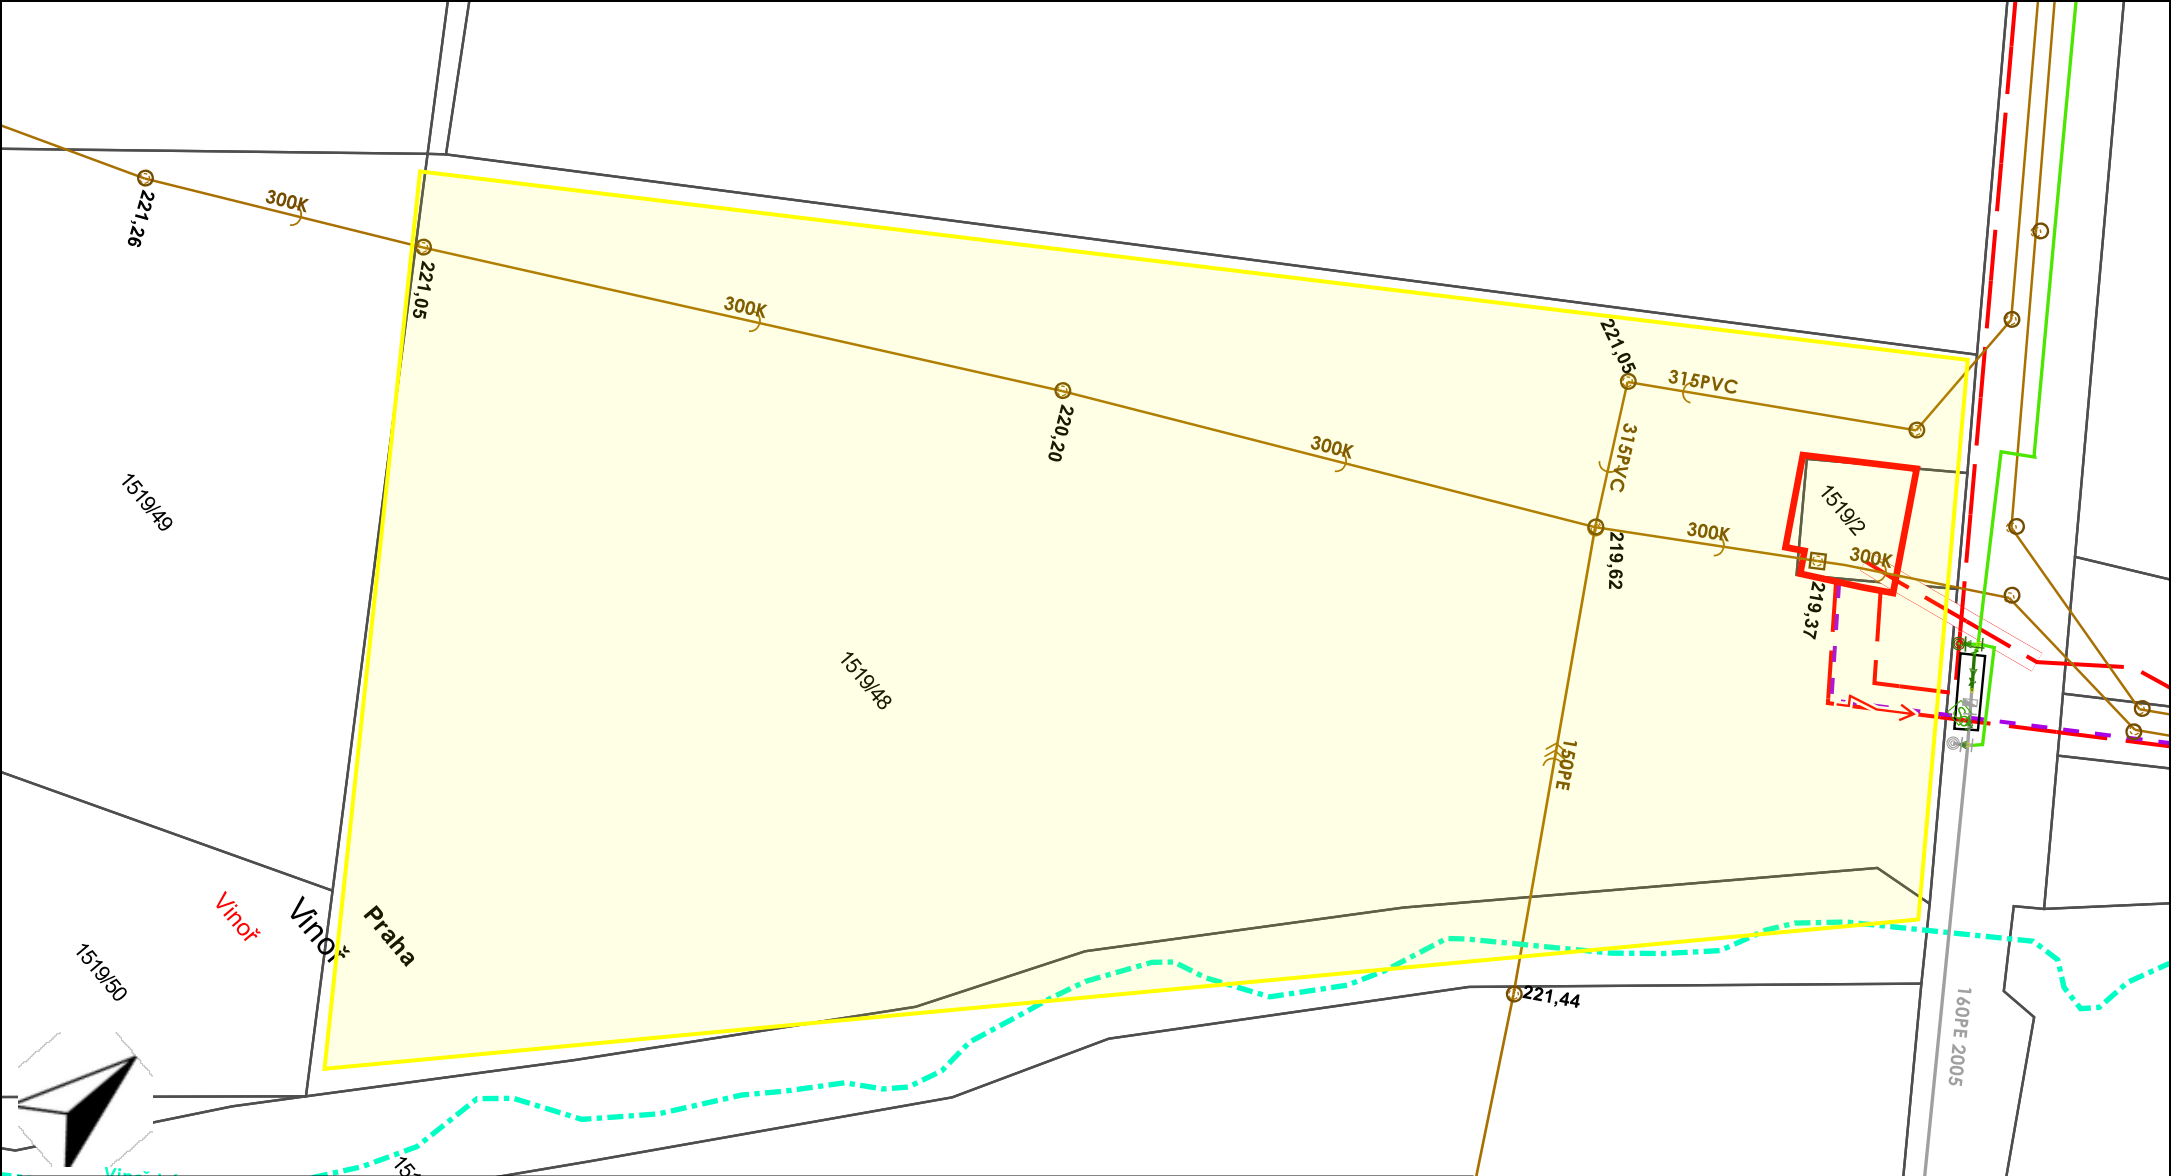 221,26
300K
221,05
300K
220,20
300K
221,05
315PVC
315PVC
300K
219,62
1519/2
300K
219,37
1519/49
1519/48
150PE
Vinoř
Vinoř
Praha
1519/50
221,44
160PE 2005